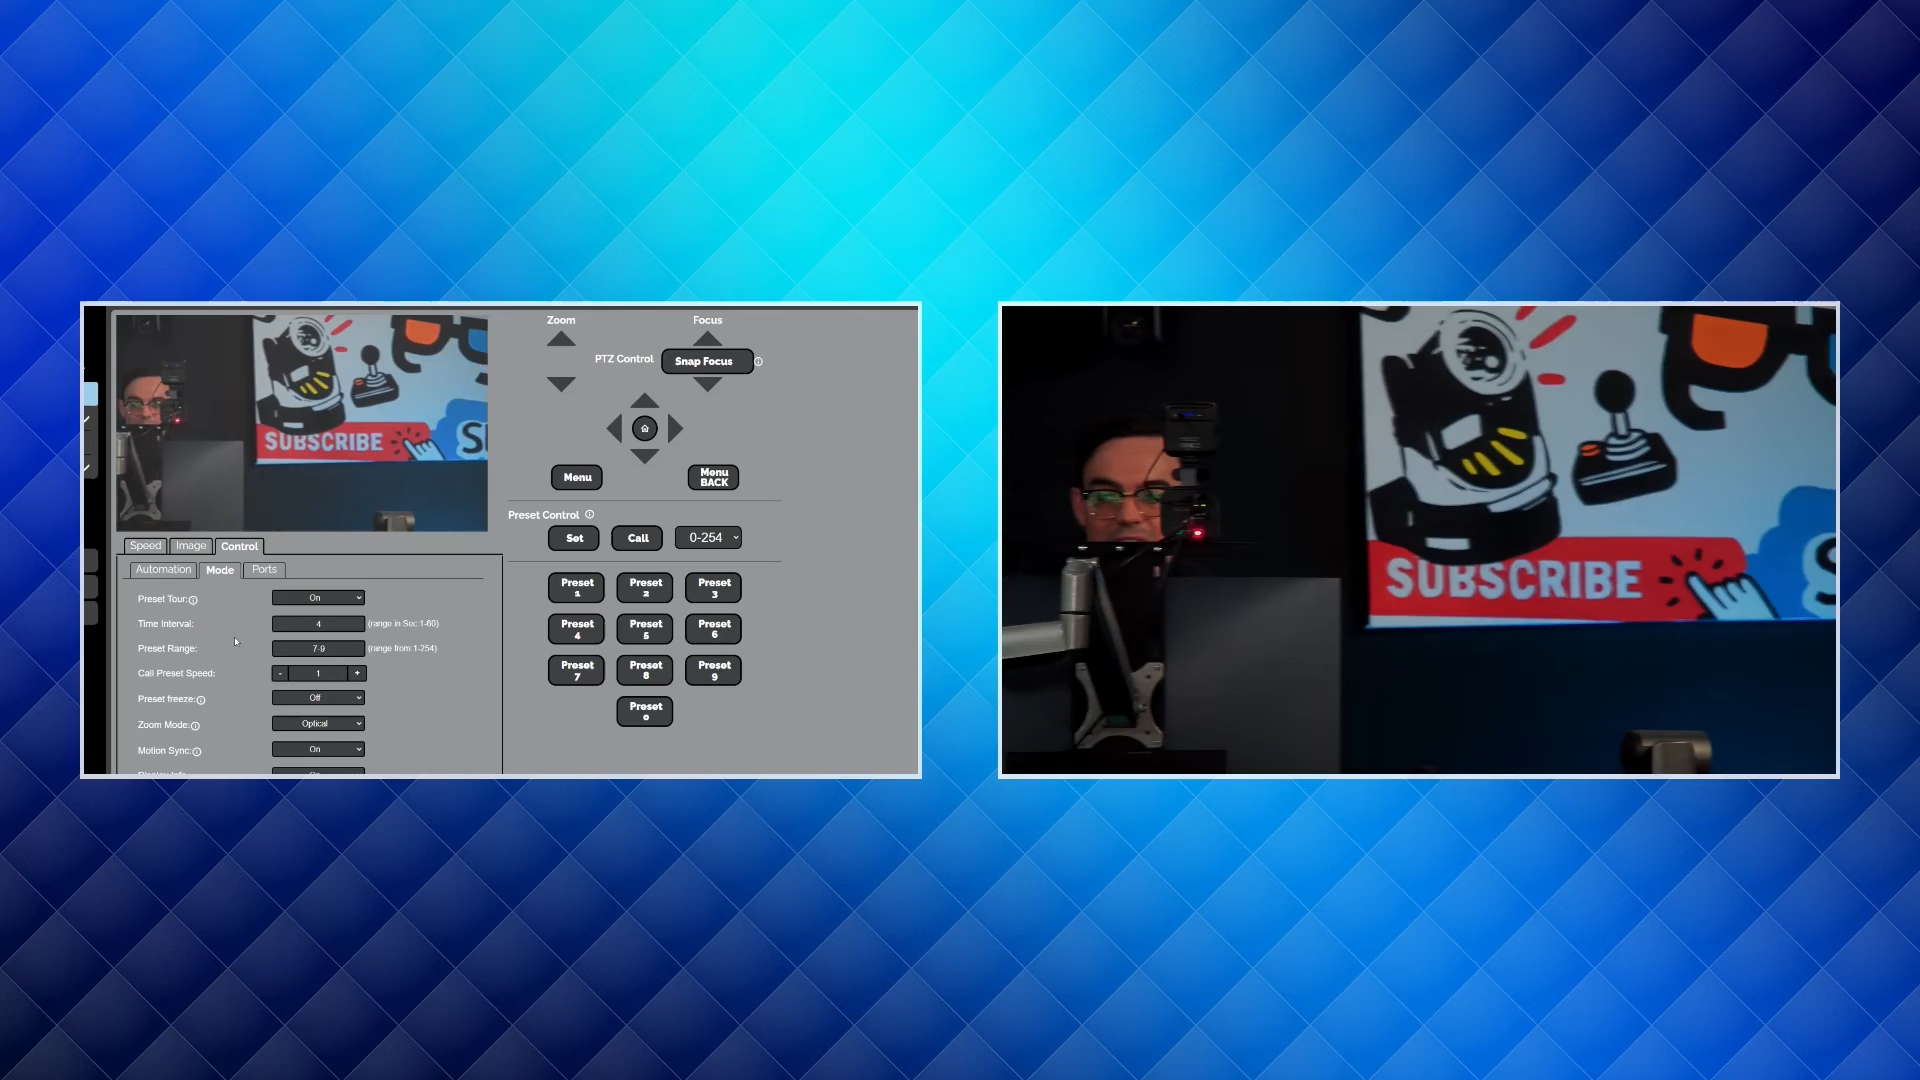 SUBSCRIBE
S
Speed Image Control
Automation Mode Ports
Preset Tour: On
Time Interval: 4 (range in Sec:1-60)
Preset Range: 7-9 (range from 1-254)
Call Preset Speed: - 1 +
Preset freeze: Off
Zoom Mode: Optical
Motion Sync: On
Zoom Focus
PTZ Control Snap Focus
Menu Menu BACK
Preset Control
Set Call 0-254
Preset 1 Preset 2 Preset 3
Preset 4 Preset 5 Preset 6
Preset 7 Preset 8 Preset 9
Preset 0
SUBSCRIBE